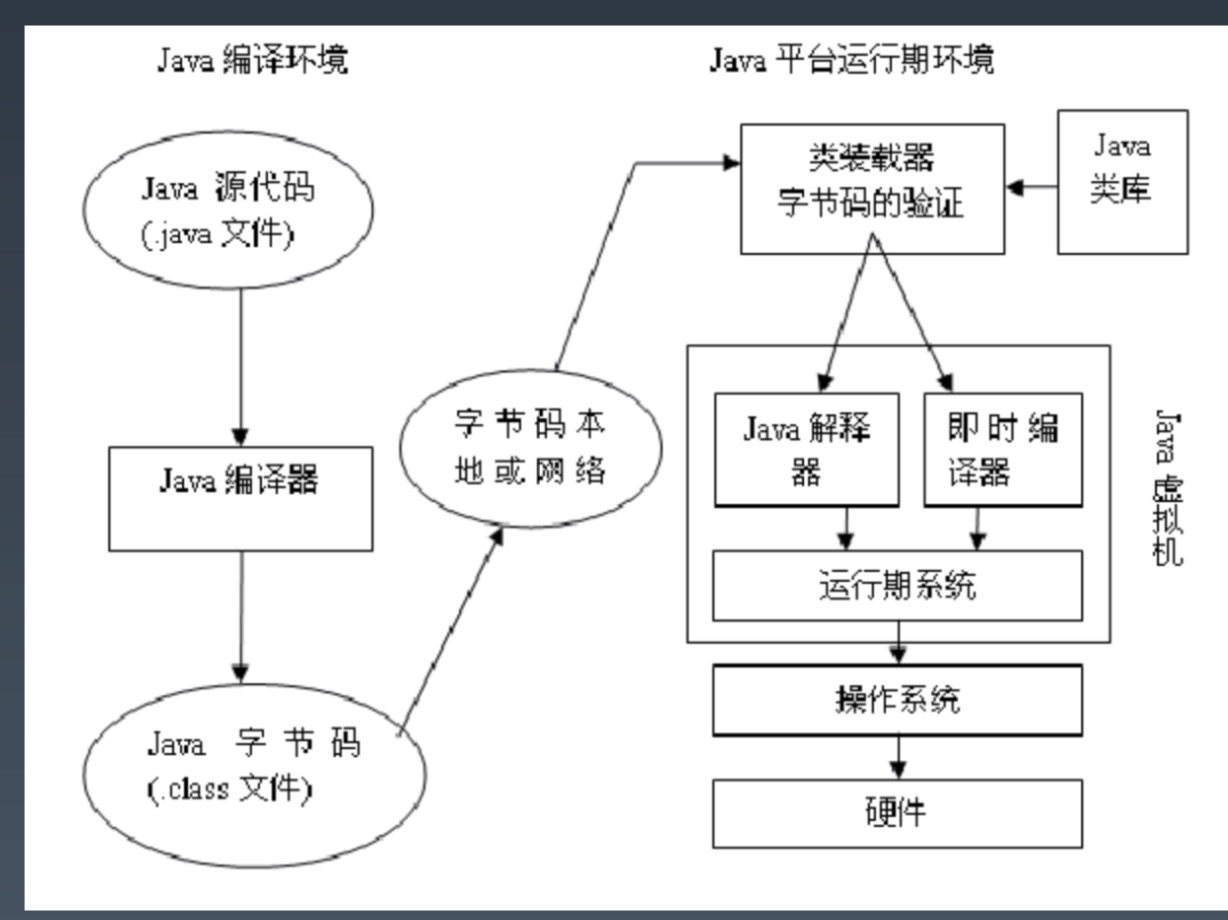 Java 编译环境
Java 平台运行期环境
Java 源代码
(.java 文件)
Java 编译器
Java 字 节 码
(.class 文件)
字 节 码 本
地 或 网 络
类装载器
字节码的验证
Java
类库
Java 解释
器
即 时 编
译器
运行期系统
Java 虚拟机
操作系统
硬件